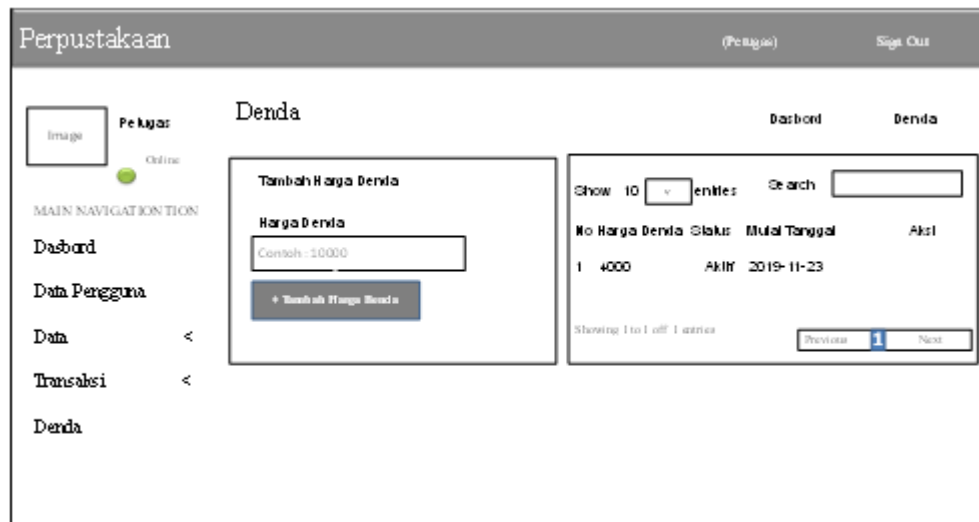 Perpustakaan (Petugas) Sign Out
Image
Petugas
Online
MAIN NAVIGATIONTION
Dasbord
Data Pengguna
Data <
Transaksi <
Denda
Denda
Dasbord Denda
Tambah Harga Denda
Harga Denda
Contoh : 10000
+ Tambah Harga Denda
Show 10 v entries Search
No Harga Denda Status Mulai Tanggal Aksi
1 4000 Aktif 2019-11-23
Showing 1 to 1 off 1 entries
Previous 1 Next